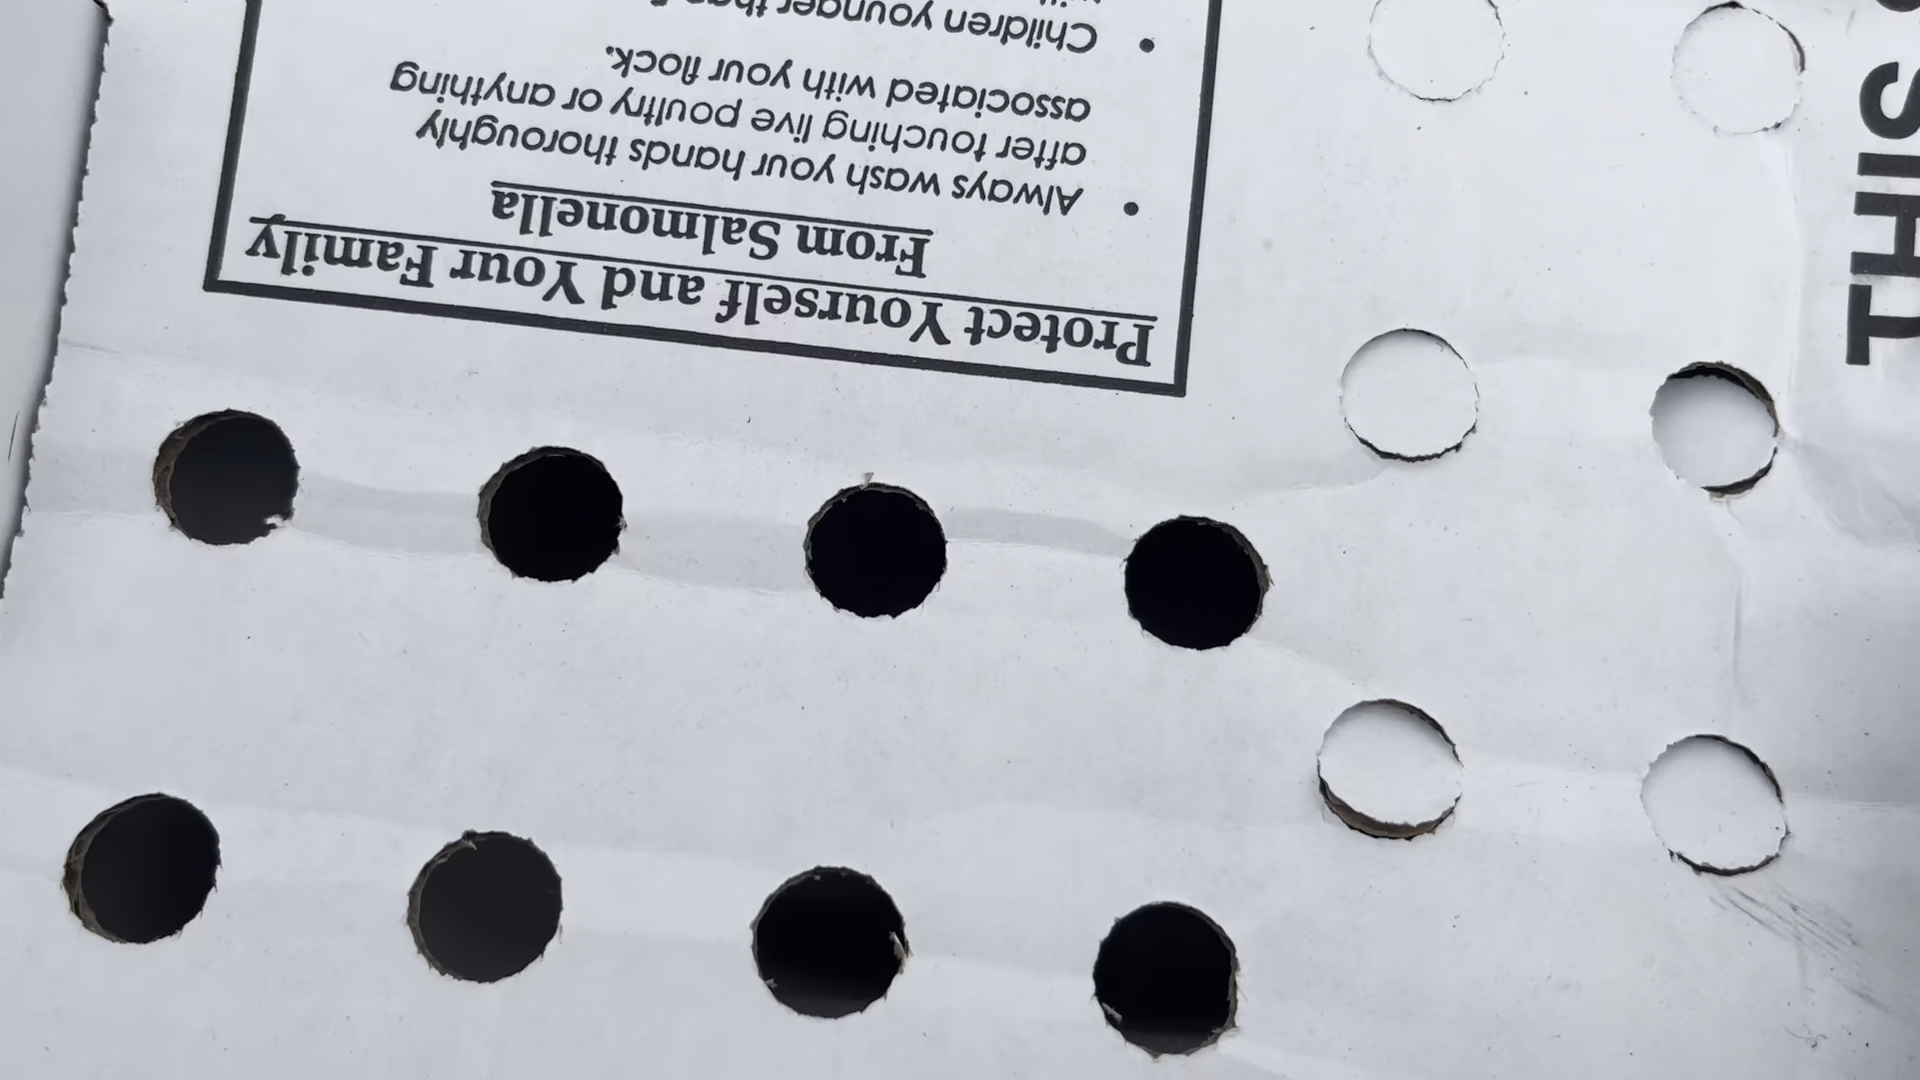 Protect Yourself and Your Family
From Salmonella
• Always wash your hands thoroughly
after touching live poultry or anything
associated with your flock.
• Children younger than
THIS